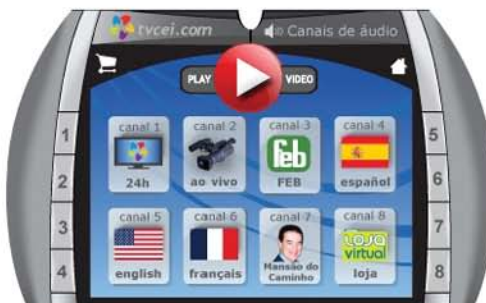 tvcei.com
Canais de áudio
PLAY
VIDEO
canal 1
24h
canal 2
ao vivo
canal 3
feb
FEB
canal 4
español
canal 5
english
canal 6
français
canal 7
Mansão do
Caminho
canal 8
LOJA
virtual
loja
1
2
3
4
5
6
7
8